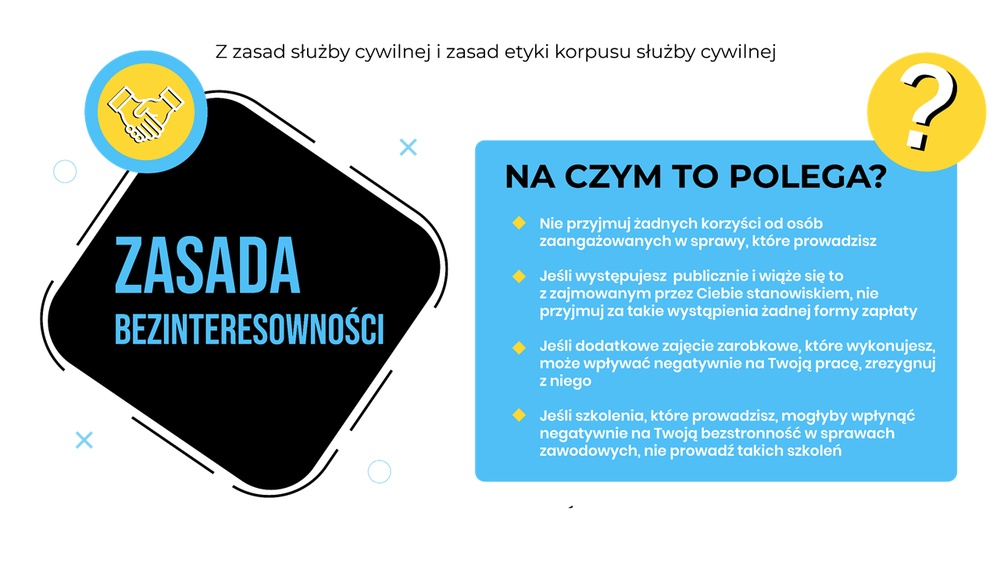 Z zasad służby cywilnej i zasad etyki korpusu służby cywilnej
ZASADA
BEZINTERESOWNOŚCI
NA CZYM TO POLEGA?
Nie przyjmuj żadnych korzyści od osób
zaangażowanych w sprawy, które prowadzisz
Jeśli występujesz publicznie i wiąże się to
z zajmowanym przez Ciebie stanowiskiem, nie
przyjmuj za takie wystąpienia żadnej formy zapłaty
Jeśli dodatkowe zajęcie zarobkowe, które wykonujesz,
może wpływać negatywnie na Twoją pracę, zrezygnuj
z niego
Jeśli szkolenia, które prowadzisz, mogłyby wpłynąć
negatywnie na Twoją bezstronność w sprawach
zawodowych, nie prowadź takich szkoleń
?